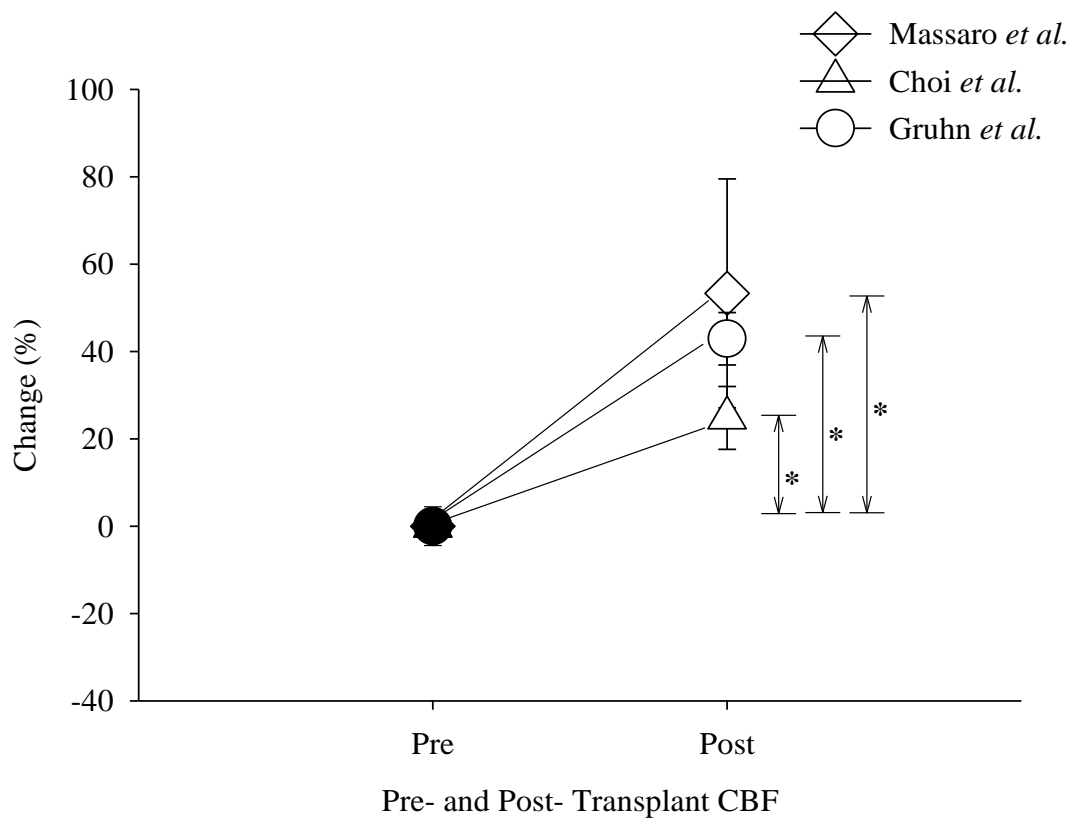 Massaro et al.
Choi et al.
Gruhn et al.
100
80
60
40
20
0
-20
-40
Change (%)
*
*
*
Pre
Post
Pre- and Post- Transplant CBF